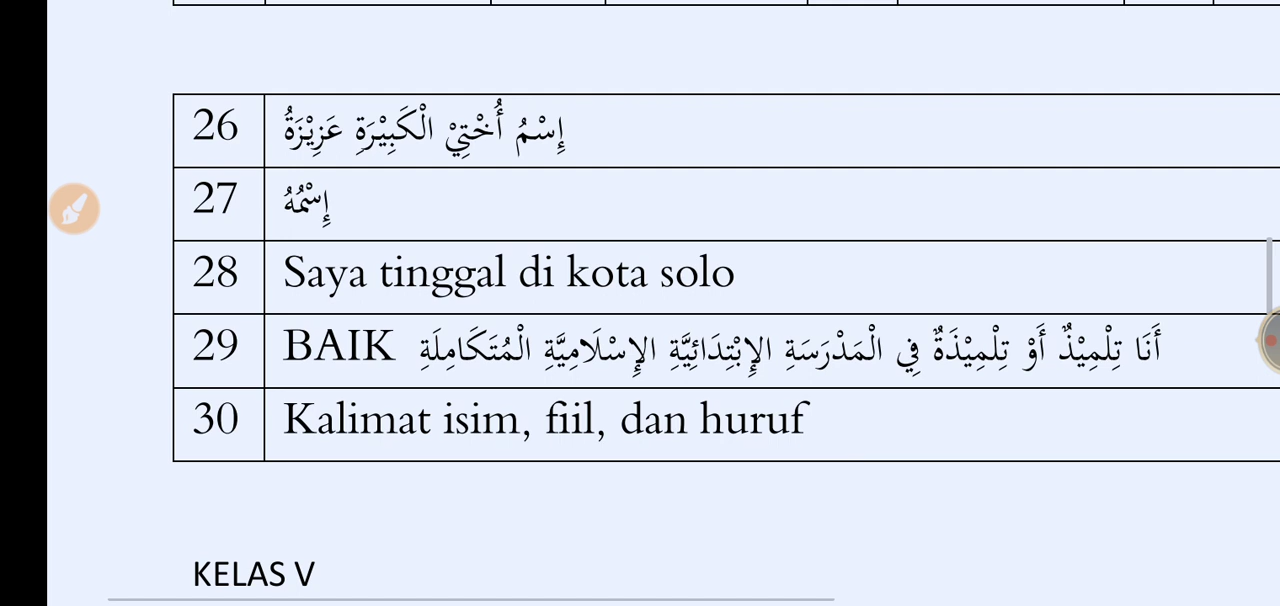 26 إِسْمُ أُخْتِيْ الْكَبِيْرَةِ عَزِيْزَةُ
27 إِسْمُهُ
28 Saya tinggal di kota solo
29 أَنَا تِلْمِيْذٌ أَوْ تِلْمِيْذَةٌ فِي الْمَدْرَسَةِ الإِبْتِدَائِيَّةِ الإِسْلَامِيَّةِ الْمُتَكَامِلَةِ BAIK
30 Kalimat isim, fiil, dan huruf
KELAS V